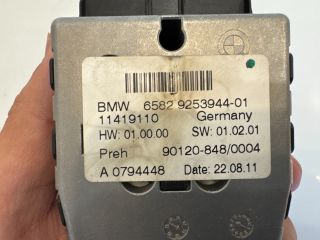 BMW 6582 9253944-01
11419110 Germany
HW: 01.00.00 SW: 01.02.01
Preh 90120-848/0004
A 0794448 Date: 22.08.11